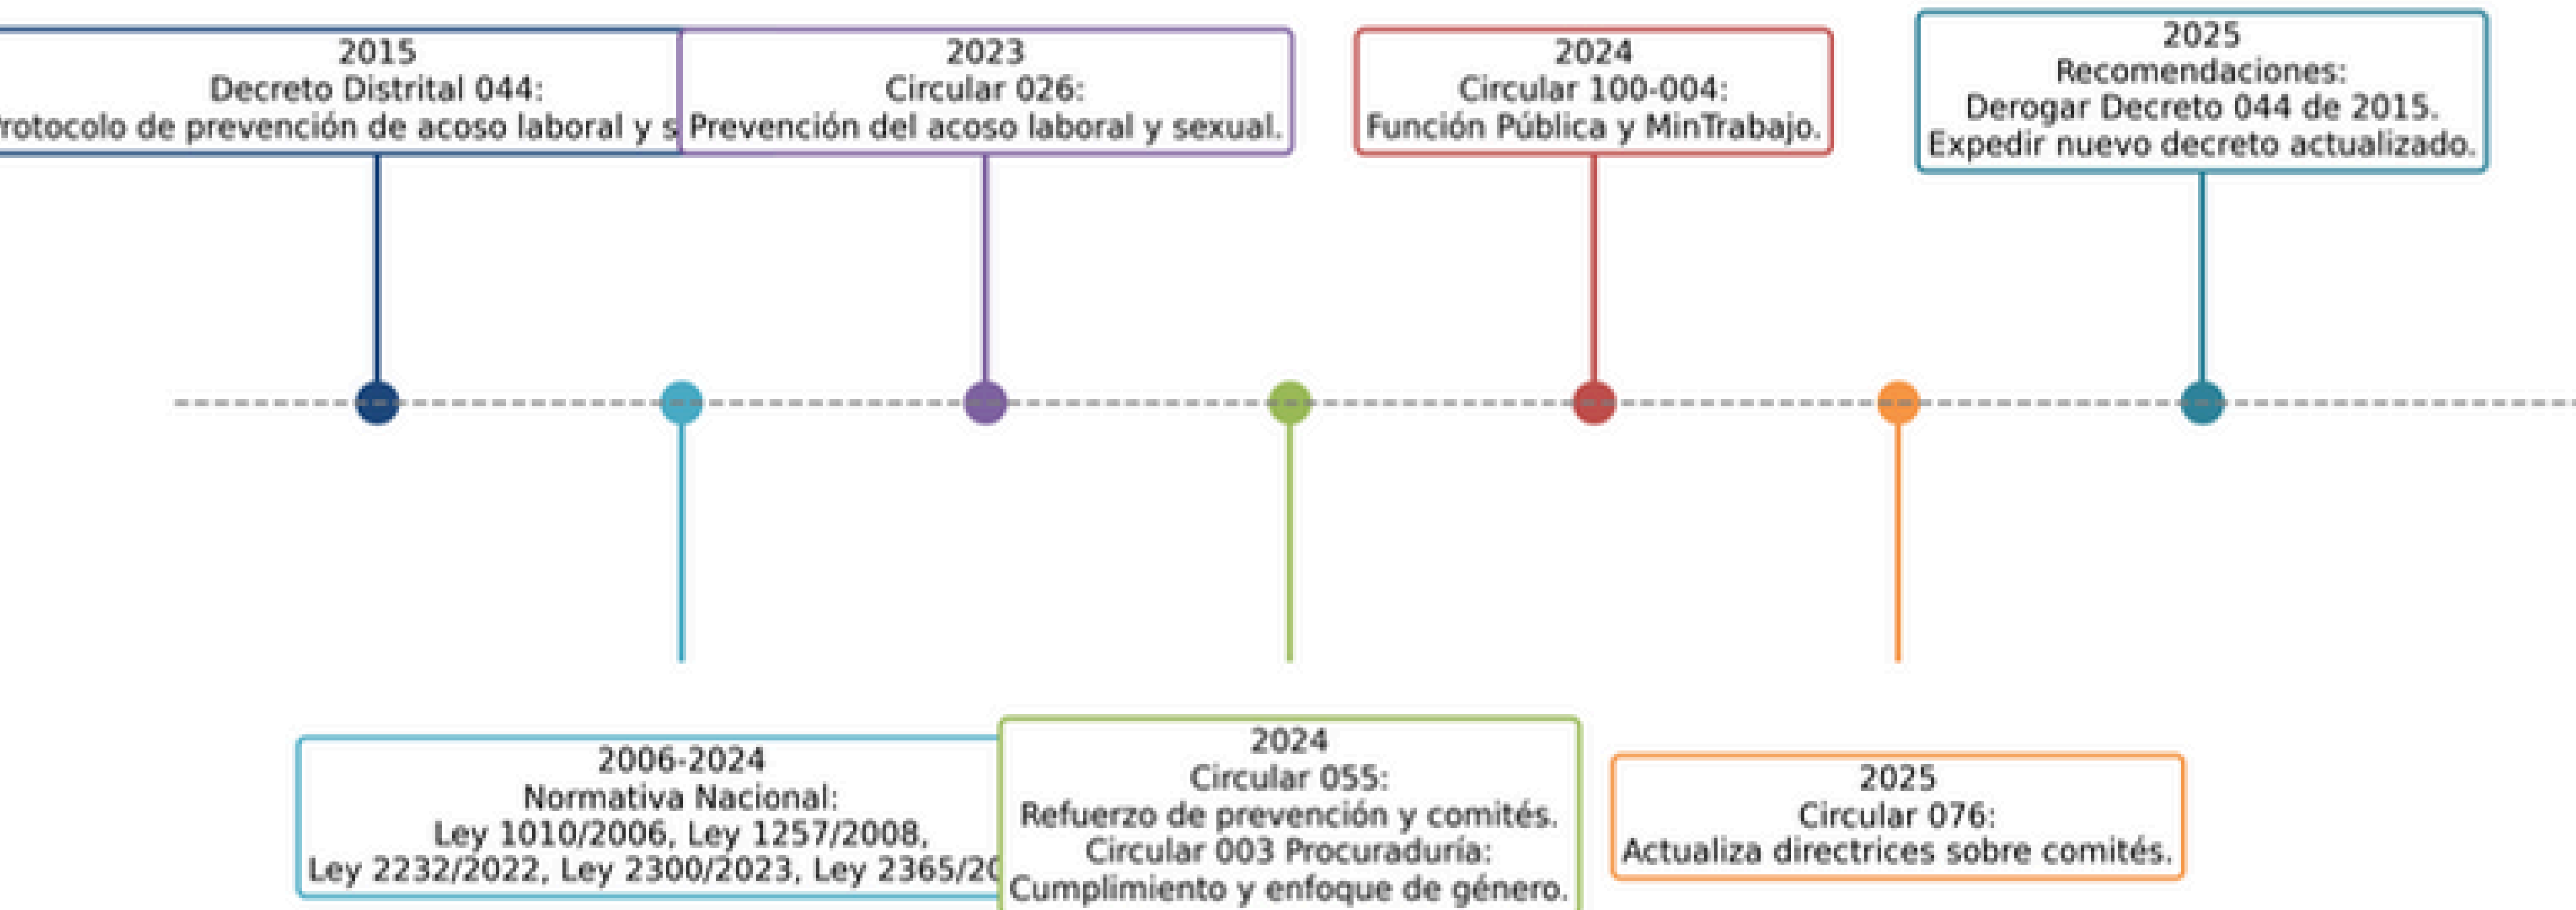 2015
Decreto Distrital 044:
rotocolo de prevención de acoso laboral y s
2023
Circular 026:
Prevención del acoso laboral y sexual.
2024
Circular 100-004:
Función Pública y MinTrabajo.
2025
Recomendaciones:
Derogar Decreto 044 de 2015.
Expedir nuevo decreto actualizado.
2006-2024
Normativa Nacional:
Ley 1010/2006, Ley 1257/2008,
Ley 2232/2022, Ley 2300/2023, Ley 2365/20
2024
Circular 055:
Refuerzo de prevención y comités.
Circular 003 Procuraduría:
Cumplimiento y enfoque de género.
2025
Circular 076:
Actualiza directrices sobre comités.